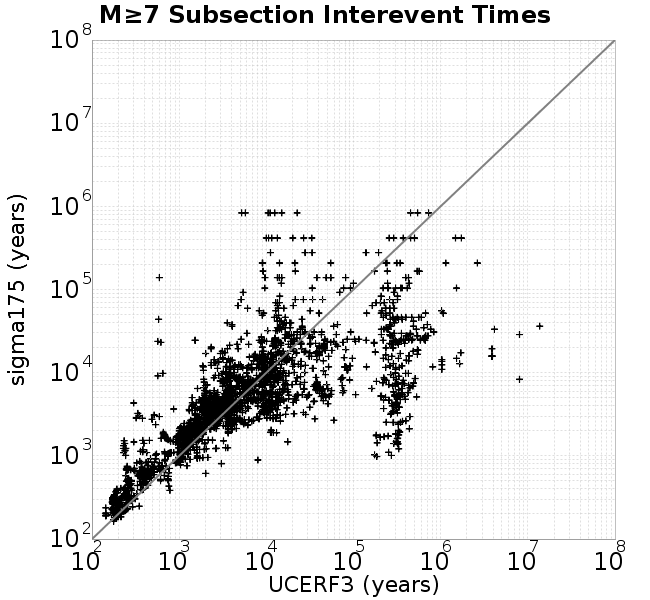 M≥7 Subsection Interevent Times
10^8
10^7
10^6
10^5
10^4
10^3
10^2
sigma175 (years)
10^2 10^3 10^4 10^5 10^6 10^7 10^8
UCERF3 (years)